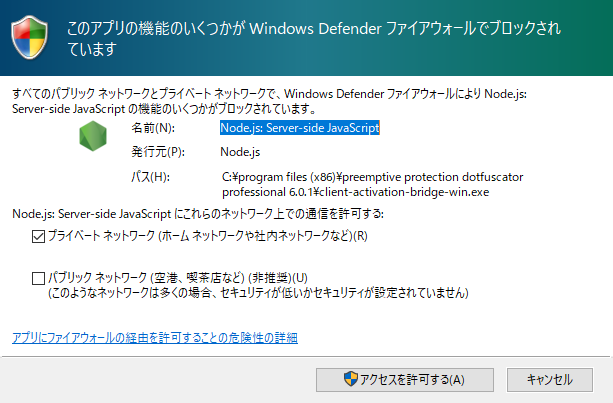 このアプリの機能のいくつかが Windows Defender ファイアウォールでブロックされ
ています
すべてのパブリック ネットワークとプライベート ネットワークで、Windows Defender ファイアウォールにより Node.js:
Server-side JavaScript の機能のいくつかがブロックされています。
名前(N): Node.js: Server-side JavaScript
発行元(P): Node.js
パス(H): C:¥program files (x86)¥preemptive protection dotfuscator
professional 6.0.1¥client-activation-bridge-win.exe
Node.js: Server-side JavaScript にこれらのネットワーク上での通信を許可する:
プライベート ネットワーク (ホーム ネットワークや社内ネットワークなど)(R)
パブリック ネットワーク (空港、喫茶店など) (非推奨)(U)
(このようなネットワークは多くの場合、セキュリティが低いかセキュリティが設定されていません)
アプリにファイアウォールの経由を許可することの危険性の詳細
アクセスを許可する(A) キャンセル